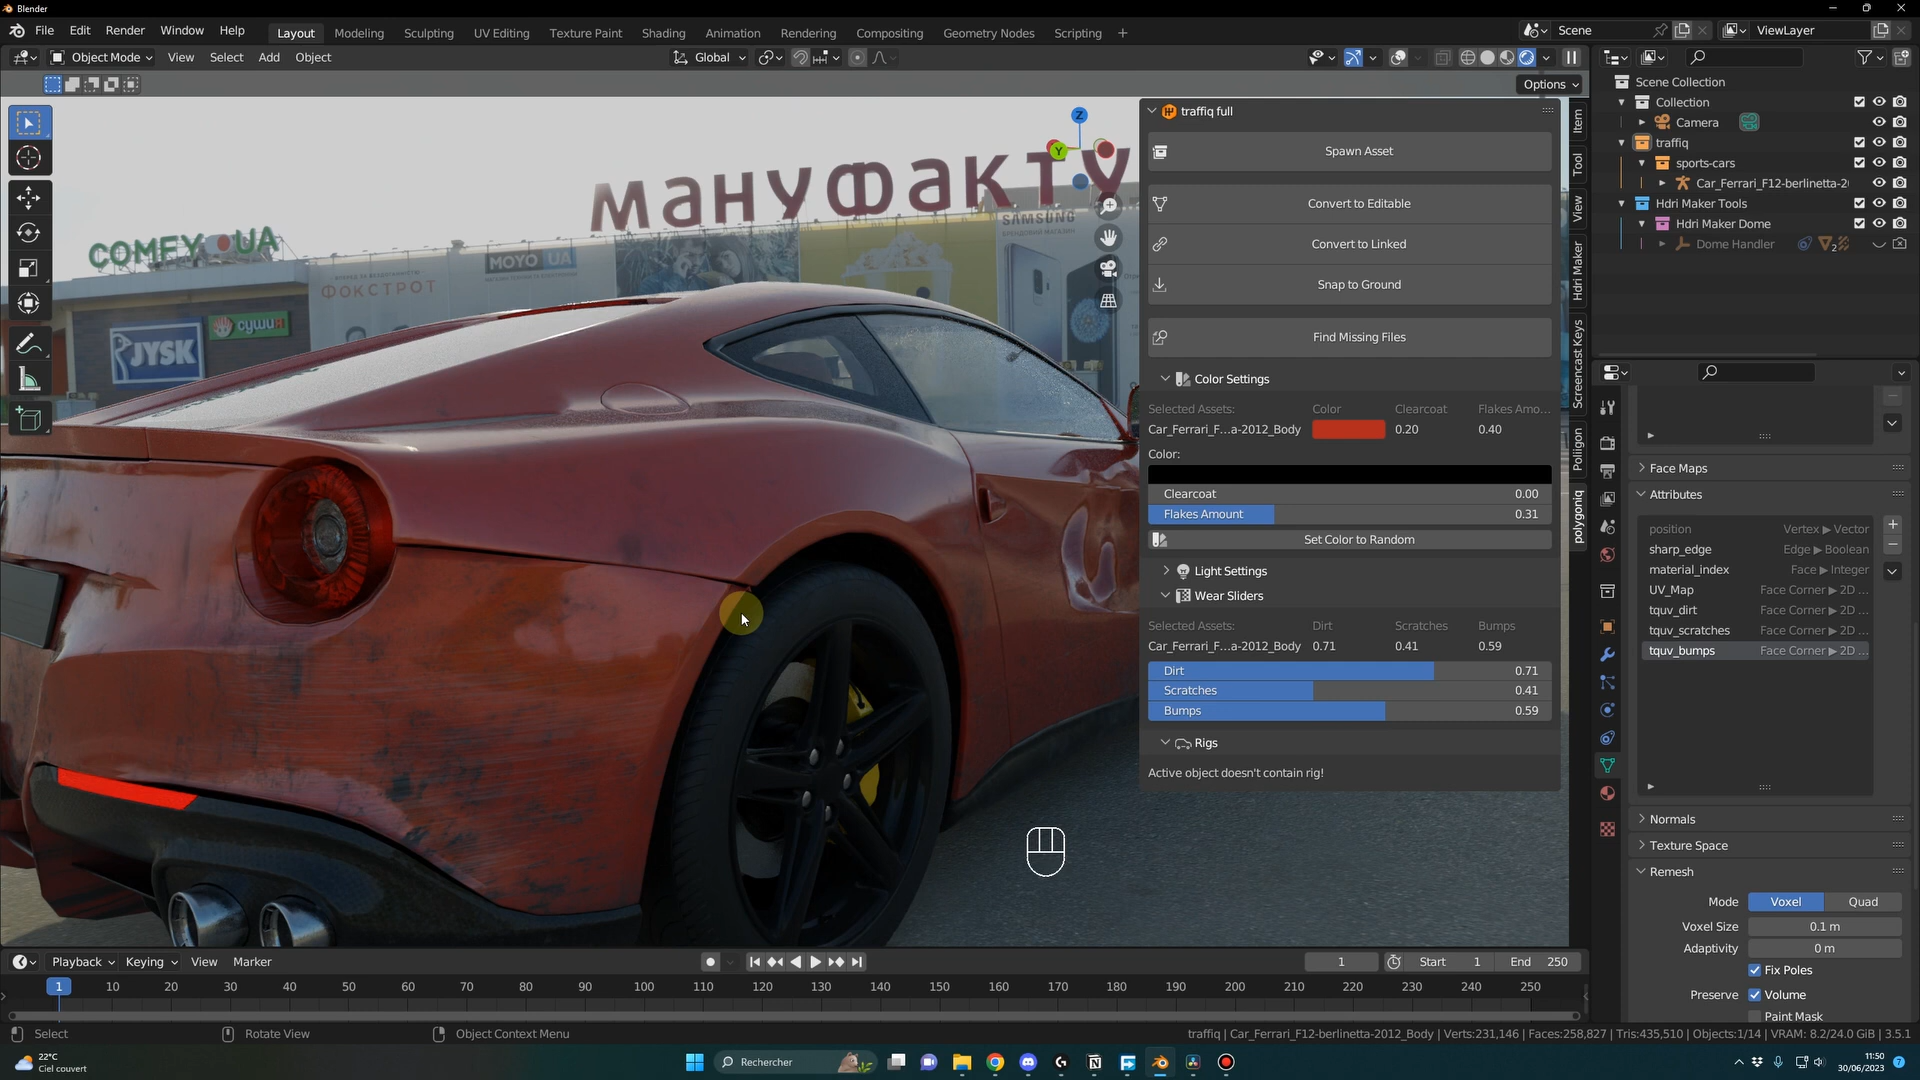 Blender
File Edit Render Window Help
Layout Modeling Sculpting UV Editing Texture Paint Shading Animation Rendering Compositing Geometry Nodes Scripting +
Scene
ViewLayer
Object Mode View Select Add Object
Global
Options
COMFY UA
мануфакту
SAMSUNG
MOYO UA
ФОКСТРОТ
суши
JYSK
Z
Y
traffiq full
Spawn Asset
Convert to Editable
Convert to Linked
Snap to Ground
Find Missing Files
Color Settings
Selected Assets: Color Clearcoat Flakes Amo...
Car_Ferrari_F...a-2012_Body 0.20 0.40
Color:
Clearcoat 0.00
Flakes Amount 0.31
Set Color to Random
Light Settings
Wear Sliders
Selected Assets: Dirt Scratches Bumps
Car_Ferrari_F...a-2012_Body 0.71 0.41 0.59
Dirt 0.71
Scratches 0.41
Bumps 0.59
Rigs
Active object doesn't contain rig!
Item
Tool
View
Hdri Maker
Screencast Keys
Poliigon
polygoniq
Scene Collection
Collection
Camera
traffiq
sports-cars
Car_Ferrari_F12-berlinetta-2
Hdri Maker Tools
Hdri Maker Dome
Dome Handler 2
Face Maps
Attributes
position Vertex ▶ Vector
sharp_edge Edge ▶ Boolean
material_index Face ▶ Integer
UV_Map Face Corner ▶ 2D ...
tquv_dirt Face Corner ▶ 2D ...
tquv_scratches Face Corner ▶ 2D ...
tquv_bumps Face Corner ▶ 2D ...
Normals
Texture Space
Remesh
Mode Voxel Quad
Voxel Size 0.1 m
Adaptivity 0 m
Fix Poles
Preserve Volume
Paint Mask
Playback Keying View Marker
1 Start 1 End 250
1 10 20 30 40 50 60 70 80 90 100 110 120 130 140 150 160 170 180 190 200 210 220 230 240 250
Select Rotate View Object Context Menu
traffiq | Car_Ferrari_F12-berlinetta-2012_Body | Verts:231,146 | Faces:258,827 | Tris:435,510 | Objects:1/14 | VRAM: 8.2/24.0 GiB | 3.5.1
22°C
Ciel couvert
Rechercher
11:50
30/06/2023
7